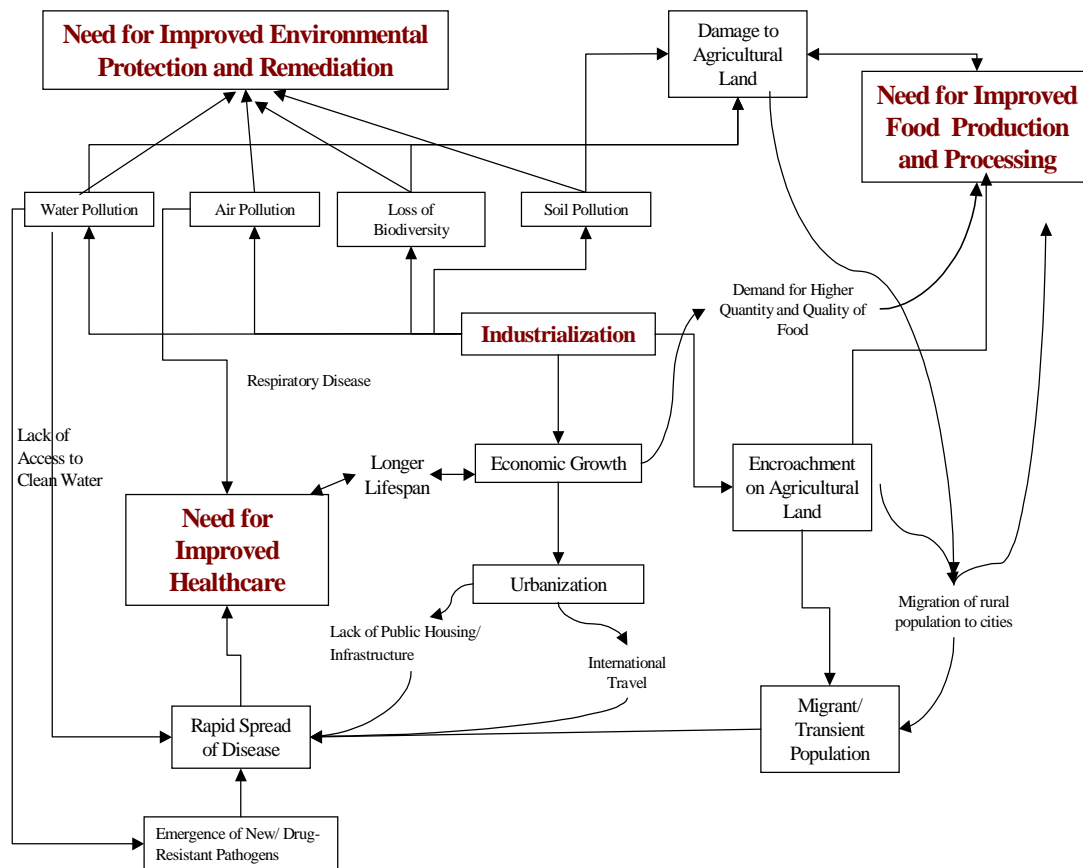 Need for Improved Environmental
Protection and Remediation
Damage to
Agricultural
Land
Need for Improved
Food Production
and Processing
Water Pollution
Air Pollution
Loss of
Biodiversity
Soil Pollution
Demand for Higher
Quantity and Quality of
Food
Industrialization
Respiratory Disease
Lack of
Access to
Clean Water
Longer
Lifespan
Economic Growth
Encroachment
on Agricultural
Land
Need for
Improved
Healthcare
Urbanization
Migration of rural
population to cities
Lack of Public Housing/
Infrastructure
International
Travel
Rapid Spread
of Disease
Migrant/
Transient
Population
Emergence of New/ Drug-
Resistant Pathogens